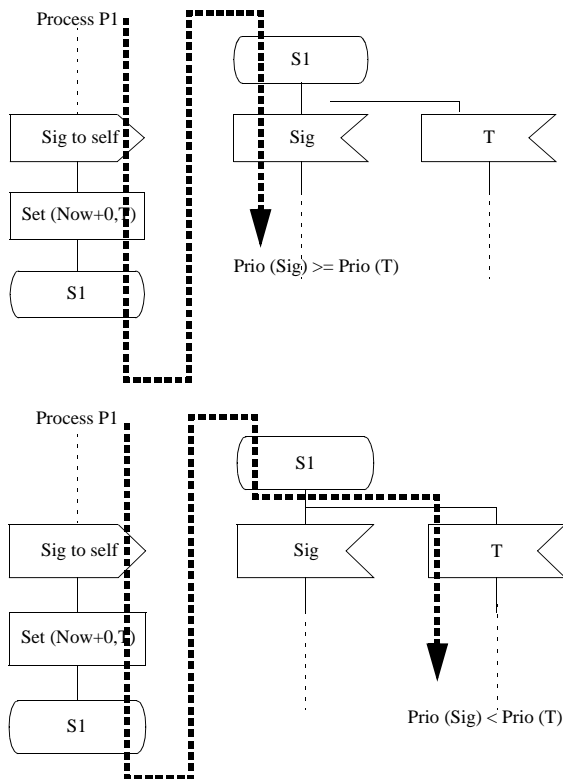 Process P1
S1
Sig to self
Sig
T
Set (Now+0,T)
Prio (Sig) >= Prio (T)
S1
Process P1
S1
Sig to self
Sig
T
Set (Now+0,T)
S1
Prio (Sig) < Prio (T)